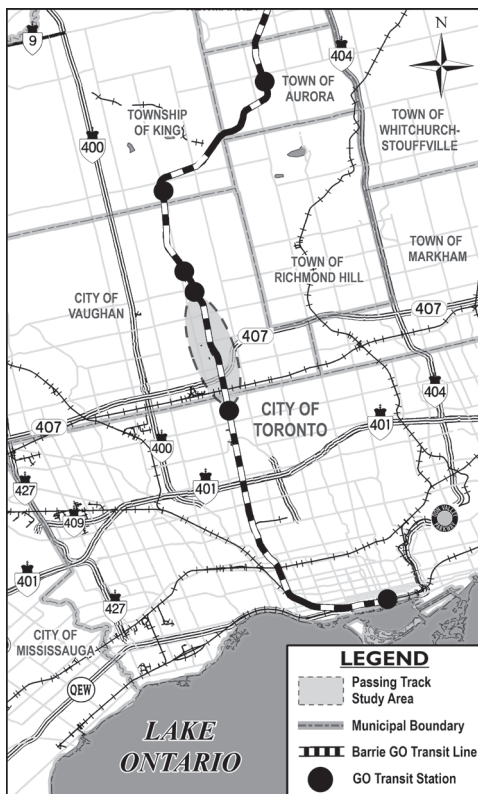 N
9
404
TOWN OF
AURORA
TOWNSHIP
OF KING
TOWN OF
WHITCHURCH-
STOUFFVILLE
400
TOWN OF
MARKHAM
TOWN OF
RICHMOND HILL
CITY OF
VAUGHAN
407
407
404
CITY OF
TORONTO
407
400
401
427
401
409
401
427
CITY OF
MISSISSAUGA
QEW
LAKE
ONTARIO
LEGEND
Passing Track
Study Area
Municipal Boundary
Barrie GO Transit Line
GO Transit Station